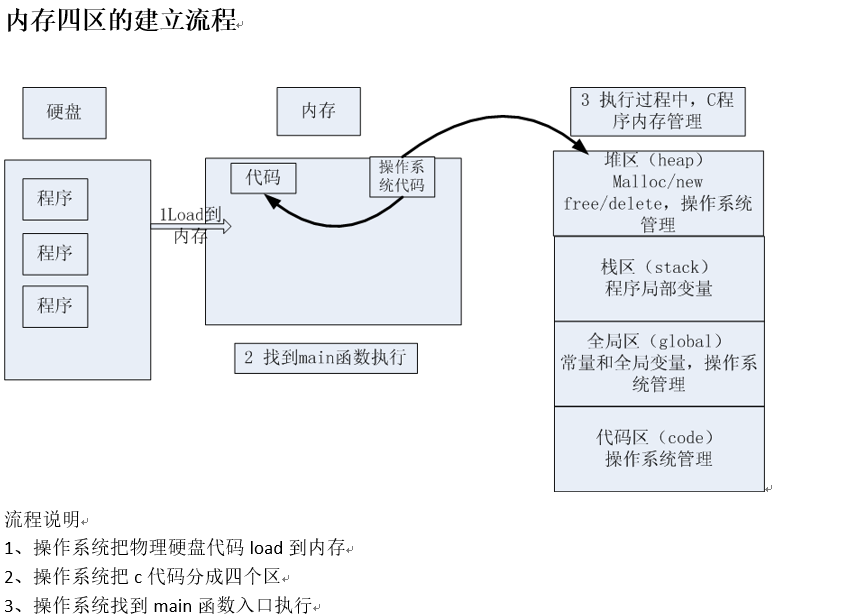 内存四区的建立流程
硬盘
内存
3 执行过程中，C程
序内存管理
程序
程序
程序
1Load到
内存
代码
操作系
统代码
2 找到main函数执行
堆区（heap）
Malloc/new
free/delete，操作系统
管理
栈区（stack）
程序局部变量
全局区（global）
常量和全局变量，操作系
统管理
代码区（code）
操作系统管理
流程说明
1、操作系统把物理硬盘代码 load 到内存
2、操作系统把 c 代码分成四个区
3、操作系统找到 main 函数入口执行